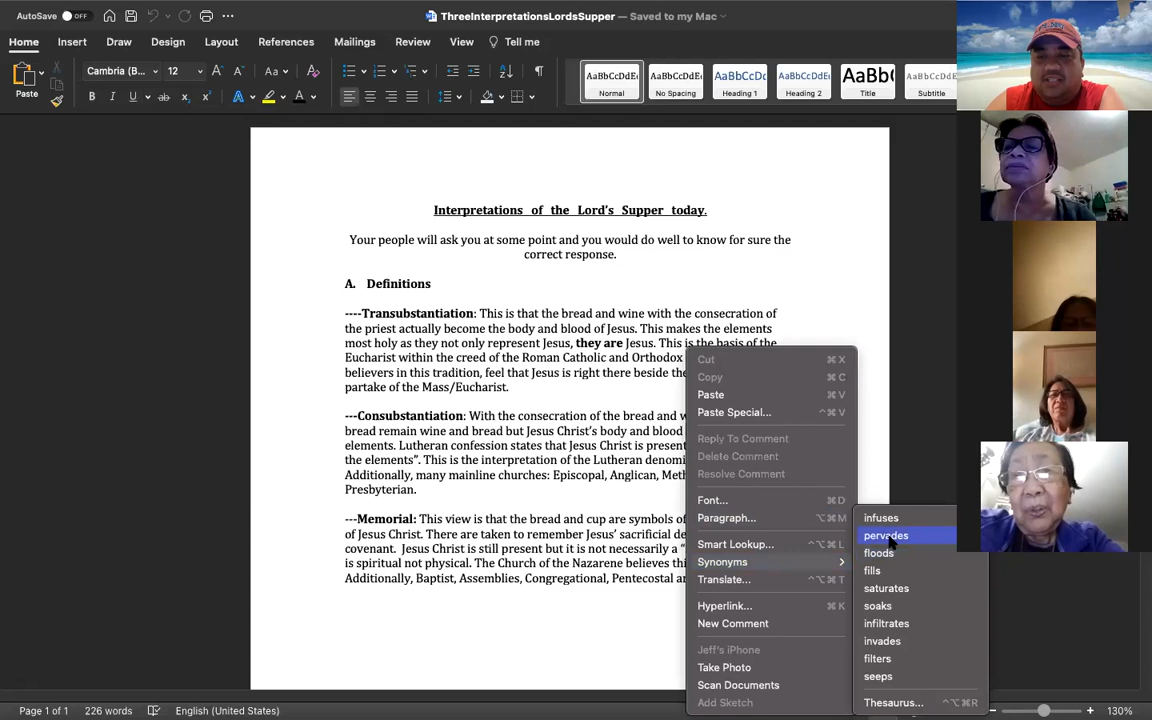 AutoSave OFF
ThreeInterpretationsLordsSupper — Saved to my Mac
Home Insert Draw Design Layout References Mailings Review View Tell me
Paste
Cambria (B... 12
Aa
B I U ab x₂ x² A A
AaBbCcDdE AaBbCcDdE AaBbCcDdE AaBbCcDdE AaBbC AaBbCcDdE
Normal No Spacing Heading 1 Heading 2 Title Subtitle
Interpretations of the Lord's Supper today.
Your people will ask you at some point and you would do well to know for sure the
correct response.
A. Definitions
----Transubstantiation: This is that the bread and wine with the consecration of
the priest actually become the body and blood of Jesus. This makes the elements
most holy as they not only represent Jesus, they are Jesus. This is the basis of the
Eucharist within the creed of the Roman Catholic and Orthodox
believers in this tradition, feel that Jesus is right there beside the
partake of the Mass/Eucharist.
---Consubstantiation: With the consecration of the bread and
bread remain wine and bread but Jesus Christ's body and blood
elements. Lutheran confession states that Jesus Christ is present
the elements". This is the interpretation of the Lutheran
Additionally, many mainline churches: Episcopal, Anglican,
Presbyterian.
---Memorial: This view is that the bread and cup are symbols of
of Jesus Christ. There are taken to remember Jesus' sacrificial
covenant. Jesus Christ is still present but it is not necessarily a "
is spiritual not physical. The Church of the Nazarene believes
Additionally, Baptist, Assemblies, Congregational, Pentecostal
Cut ⌘ X
Copy ⌘ C
Paste ⌘ V
Paste Special... ^⌘ V
Reply To Comment
Delete Comment
Resolve Comment
Font... ⌘ D
Paragraph... ⌥⌘ M
Smart Lookup... ^⌥⌘ L
Synonyms
Translate... ^⌥⌘ T
Hyperlink... ⌘ K
New Comment
Jeff's iPhone
Take Photo
Scan Documents
Add Sketch
infuses
pervades
floods
fills
saturates
soaks
infiltrates
invades
filters
seeps
Thesaurus... ^⌥⌘R
Page 1 of 1 226 words English (United States) 130%